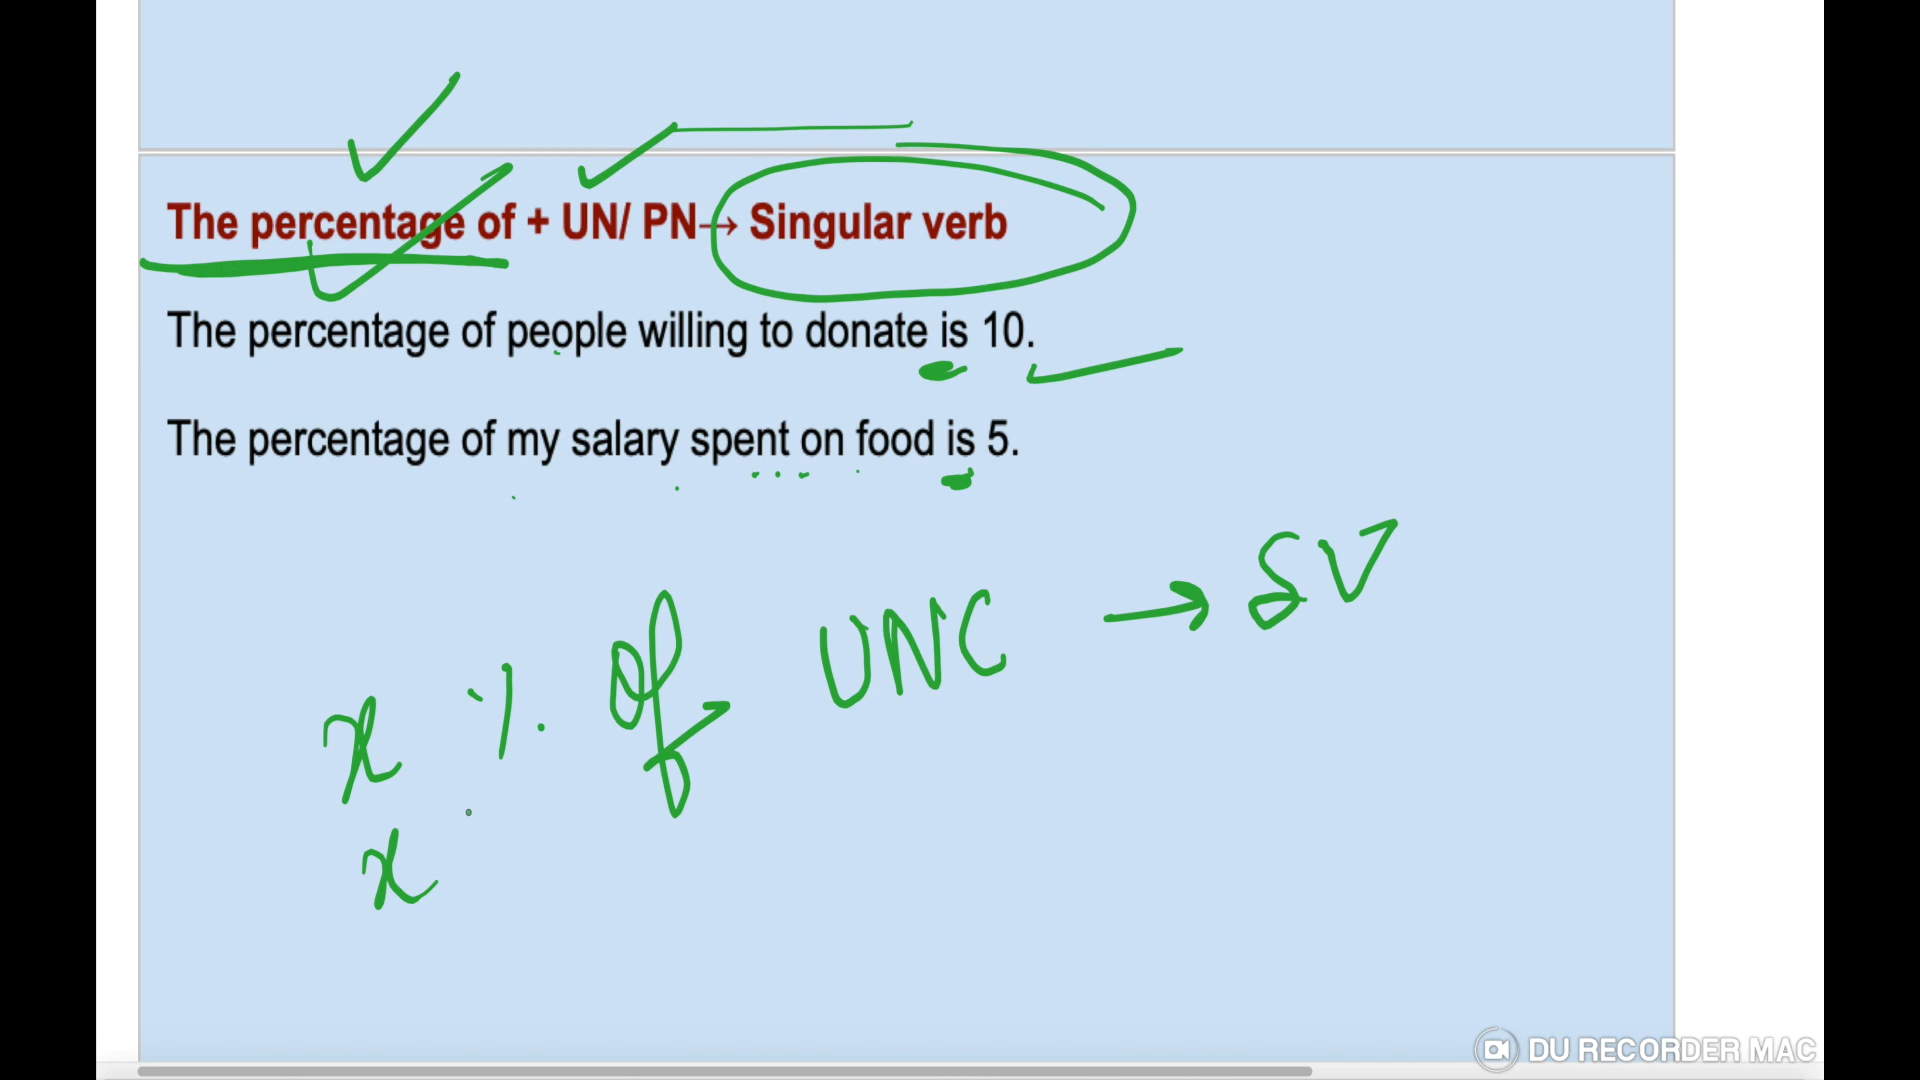 The percentage of + UN/ PN→ Singular verb
The percentage of people willing to donate is 10.
The percentage of my salary spent on food is 5.
x % of UNC → SV
x
DU RECORDER MAC